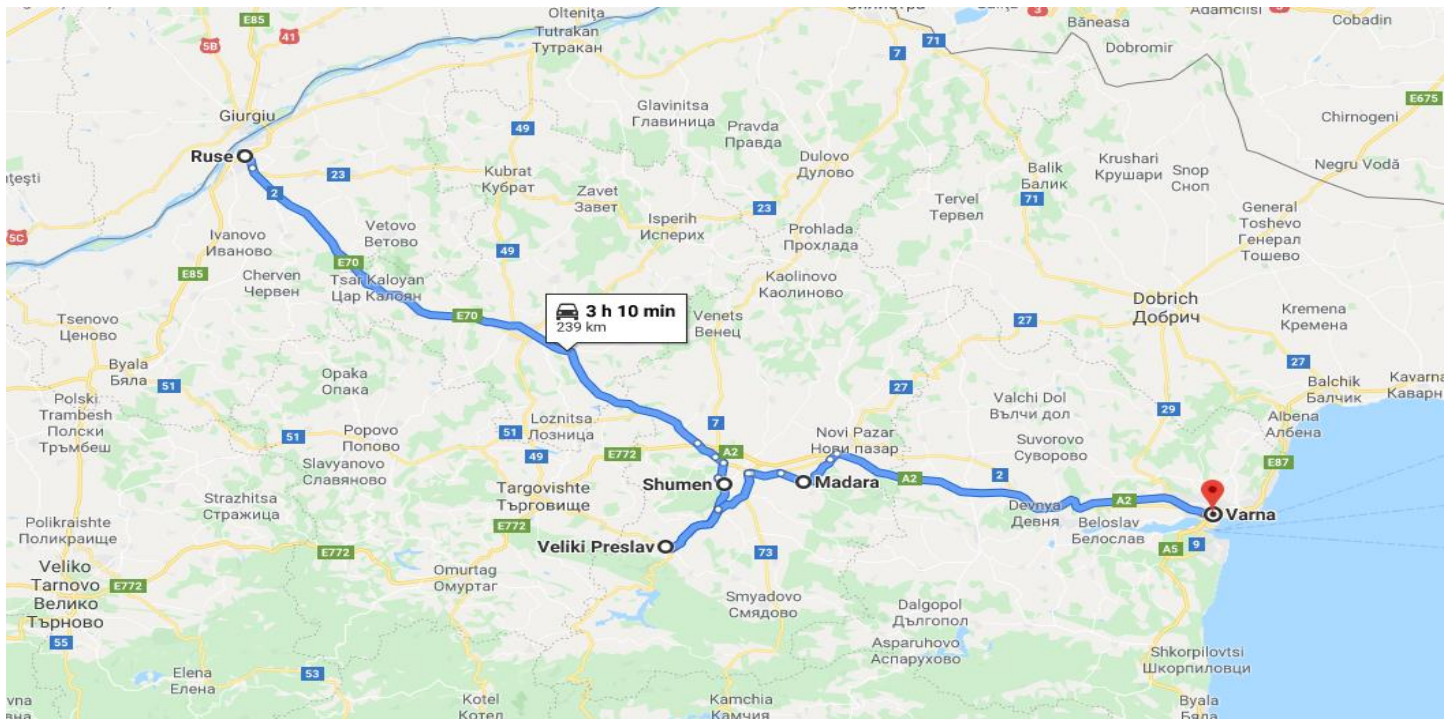 E85
41
5B
Oltenița
Tutrakan
Тутракан
3
71
7
Băneasa
Dobromir
Adamclisi
Cobadin
E675
Giurgiu
49
Glavinitsa
Главиница
Pravda
Правда
Chirnogeni
Ruse
23
2
Kubrat
Кубрат
Dulovo
Дулово
Balik
Балик
71
Krushari
Крушари
Snop
Сноп
Negru Vodă
Zavet
Завет
23
Tervel
Тервел
5C
Ivanovo
Иваново
Vetovo
Ветово
Isperih
Исперих
Prohlada
Прохлада
General
Toshevo
Генерал
Тошево
49
E85
Cherven
Червен
E70
Tsar Kaloyan
Цар Калоян
Kaolinovo
Каолиново
Dobrich
Добрич
Kremena
Кремена
Tsenovo
Ценово
E70
3 h 10 min
239 km
Venets
Венец
27
Byala
Бяла
51
Opaka
Опака
27
Balchik
Балчик
Kavarna
Polski
Trambesh
Полски
Тръмбеш
Valchi Dol
Вълчи дол
29
Albena
Албена
Loznitsa
Лозница
7
Popovo
Попово
51
51
Novi Pazar
Нови пазар
Suvorovo
Суворово
49
E772
A2
E87
Slavyanovo
Славяново
Shumen
Madara
A2
2
Targovishte
Търговище
Strazhitsa
Стражица
Devnya
Девня
A2
Varna
Beloslav
Белослав
Polikraishte
Поликраище
Veliki Preslav
A5
9
E772
E772
73
Veliko
Tarnovo
Велико
Търново
E772
Omurtag
Омуртаг
Smyadovo
Смядово
Dalgopol
Дългопол
55
Asparuhovo
Аспарухово
Shkorpilovtsi
Шкорпиловци
Elena
Елена
53
Kotel
Котел
Kamchia
Камчия
Byala
Бяла